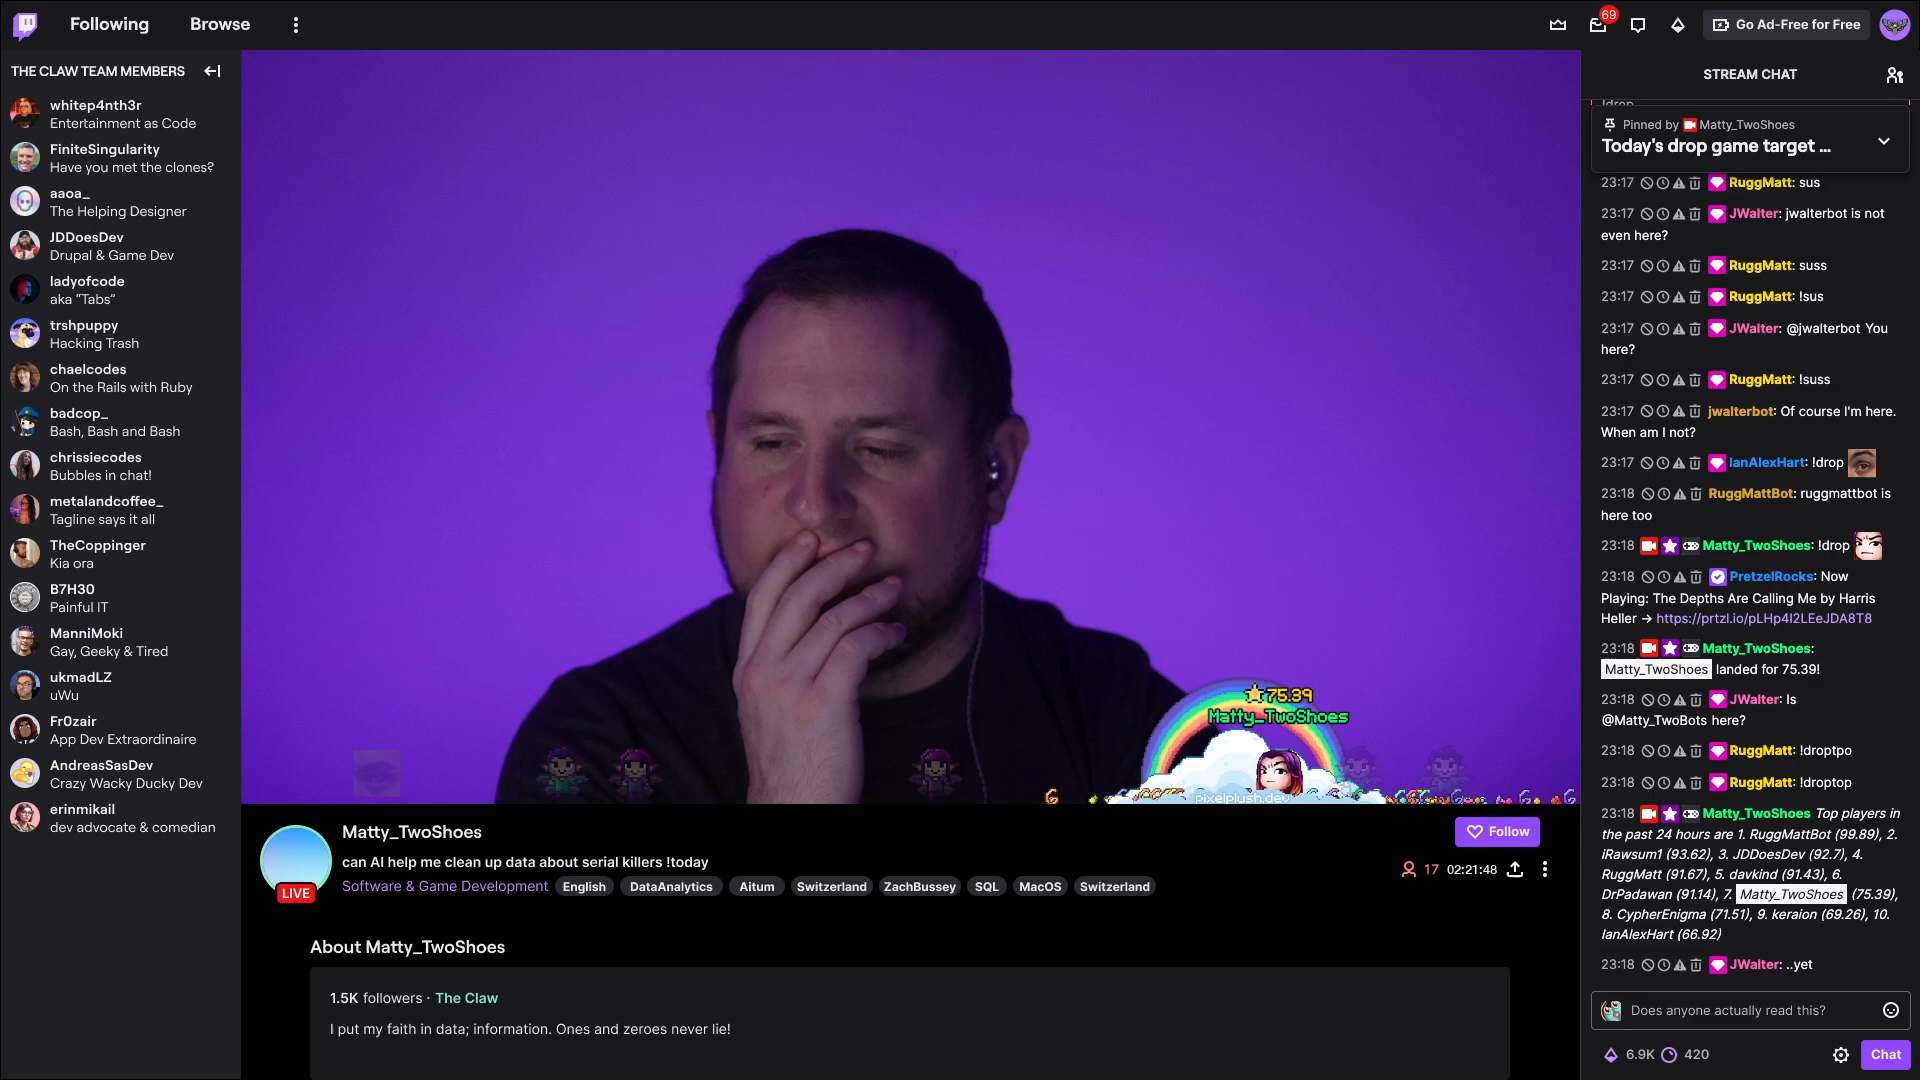 Following
Browse
69
Go Ad-Free for Free
THE CLAW TEAM MEMBERS
whitep4nth3r
Entertainment as Code
FiniteSingularity
Have you met the clones?
aaoa_
The Helping Designer
JDDoesDev
Drupal & Game Dev
ladyofcode
aka “Tabs”
trshpuppy
Hacking Trash
chaelcodes
On the Rails with Ruby
badcop_
Bash, Bash and Bash
chrissiecodes
Bubbles in chat!
metalandcoffee_
Tagline says it all
TheCoppinger
Kia ora
B7H30
Painful IT
ManniMoki
Gay, Geeky & Tired
ukmadLZ
uWu
Fr0zair
App Dev Extraordinaire
AndreasSasDev
Crazy Wacky Ducky Dev
erinmikail
dev advocate & comedian
75.39
Matty_TwoShoes
pixelplush.dev
Matty_TwoShoes
Follow
can AI help me clean up data about serial killers !today
17 02:21:48
Software & Game Development English DataAnalytics Aitum Switzerland ZachBussey SQL MacOS Switzerland
LIVE
About Matty_TwoShoes
1.5K followers · The Claw
I put my faith in data; information. Ones and zeroes never lie!
STREAM CHAT
!drop
Pinned by Matty_TwoShoes
Today's drop game target ...
23:17 RuggMatt: sus
23:17 JWalter: jwalterbot is not
even here?
23:17 RuggMatt: suss
23:17 RuggMatt: !sus
23:17 JWalter: @jwalterbot You
here?
23:17 RuggMatt: !suss
23:17 jwalterbot: Of course I'm here.
When am I not?
23:17 IanAlexHart: !drop
23:18 RuggMattBot: ruggmattbot is
here too
23:18 Matty_TwoShoes: !drop
23:18 PretzelRocks: Now
Playing: The Depths Are Calling Me by Harris
Heller -> https://prtzl.io/pLHp4l2LEeJDA8T8
23:18 Matty_TwoShoes:
Matty_TwoShoes landed for 75.39!
23:18 JWalter: Is
@Matty_TwoBots here?
23:18 RuggMatt: !droptpo
23:18 RuggMatt: !droptop
23:18 Matty_TwoShoes Top players in
the past 24 hours are 1. RuggMattBot (99.89), 2.
iRawsum1 (93.62), 3. JDDoesDev (92.7), 4.
RuggMatt (91.67), 5. davkind (91.43), 6.
DrPadawan (91.14), 7. Matty_TwoShoes (75.39),
8. CypherEnigma (71.51), 9. keraion (69.26), 10.
IanAlexHart (66.92)
23:18 JWalter: ..yet
Does anyone actually read this?
6.9K 420
Chat